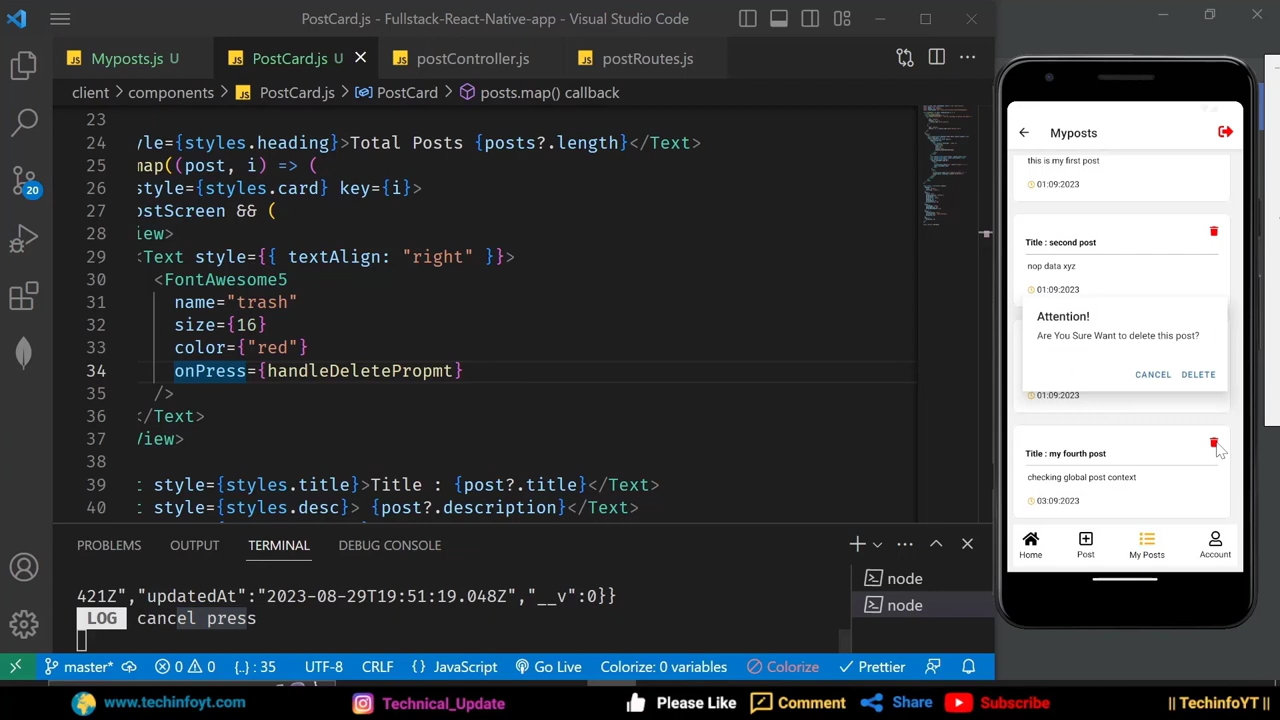 PostCard.js - Fullstack-React-Native-app - Visual Studio Code
JS Myposts.js U
JS PostCard.js U
JS postController.js
JS postRoutes.js
client > components > JS PostCard.js > PostCard > posts.map() callback
23
24 yle={styles.heading}>Total Posts {posts?.length}</Text>
25 map((post, i) => (
26 style={styles.card} key={i}>
27 ostScreen && (
28 iew>
29 <Text style={{ textAlign: "right" }}>
30 <FontAwesome5
31 name="trash"
32 size={16}
33 color={"red"}
34 onPress={handleDeletePropmt}
35 />
36 </Text>
37 /iew>
38
39 t style={styles.title}>Title : {post?.title}</Text>
40 t style={styles.desc}> {post?.description}</Text>
PROBLEMS OUTPUT TERMINAL DEBUG CONSOLE
421Z","updatedAt":"2023-08-29T19:51:19.048Z","__v":0}}
LOG cancel press
node
node
20
master* 0 0 {..} : 35 UTF-8 CRLF {} JavaScript Go Live Colorize: 0 variables Colorize Prettier
Myposts
this is my first post
01:09:2023
Title : second post
nop data xyz
01:09:2023
Attention!
Are You Sure Want to delete this post?
CANCEL DELETE
01:09:2023
Title : my fourth post
checking global post context
03:09:2023
Home Post My Posts Account
www.techinfoyt.com Technical_Update Please Like Comment Share Subscribe || TechinfoYT ||